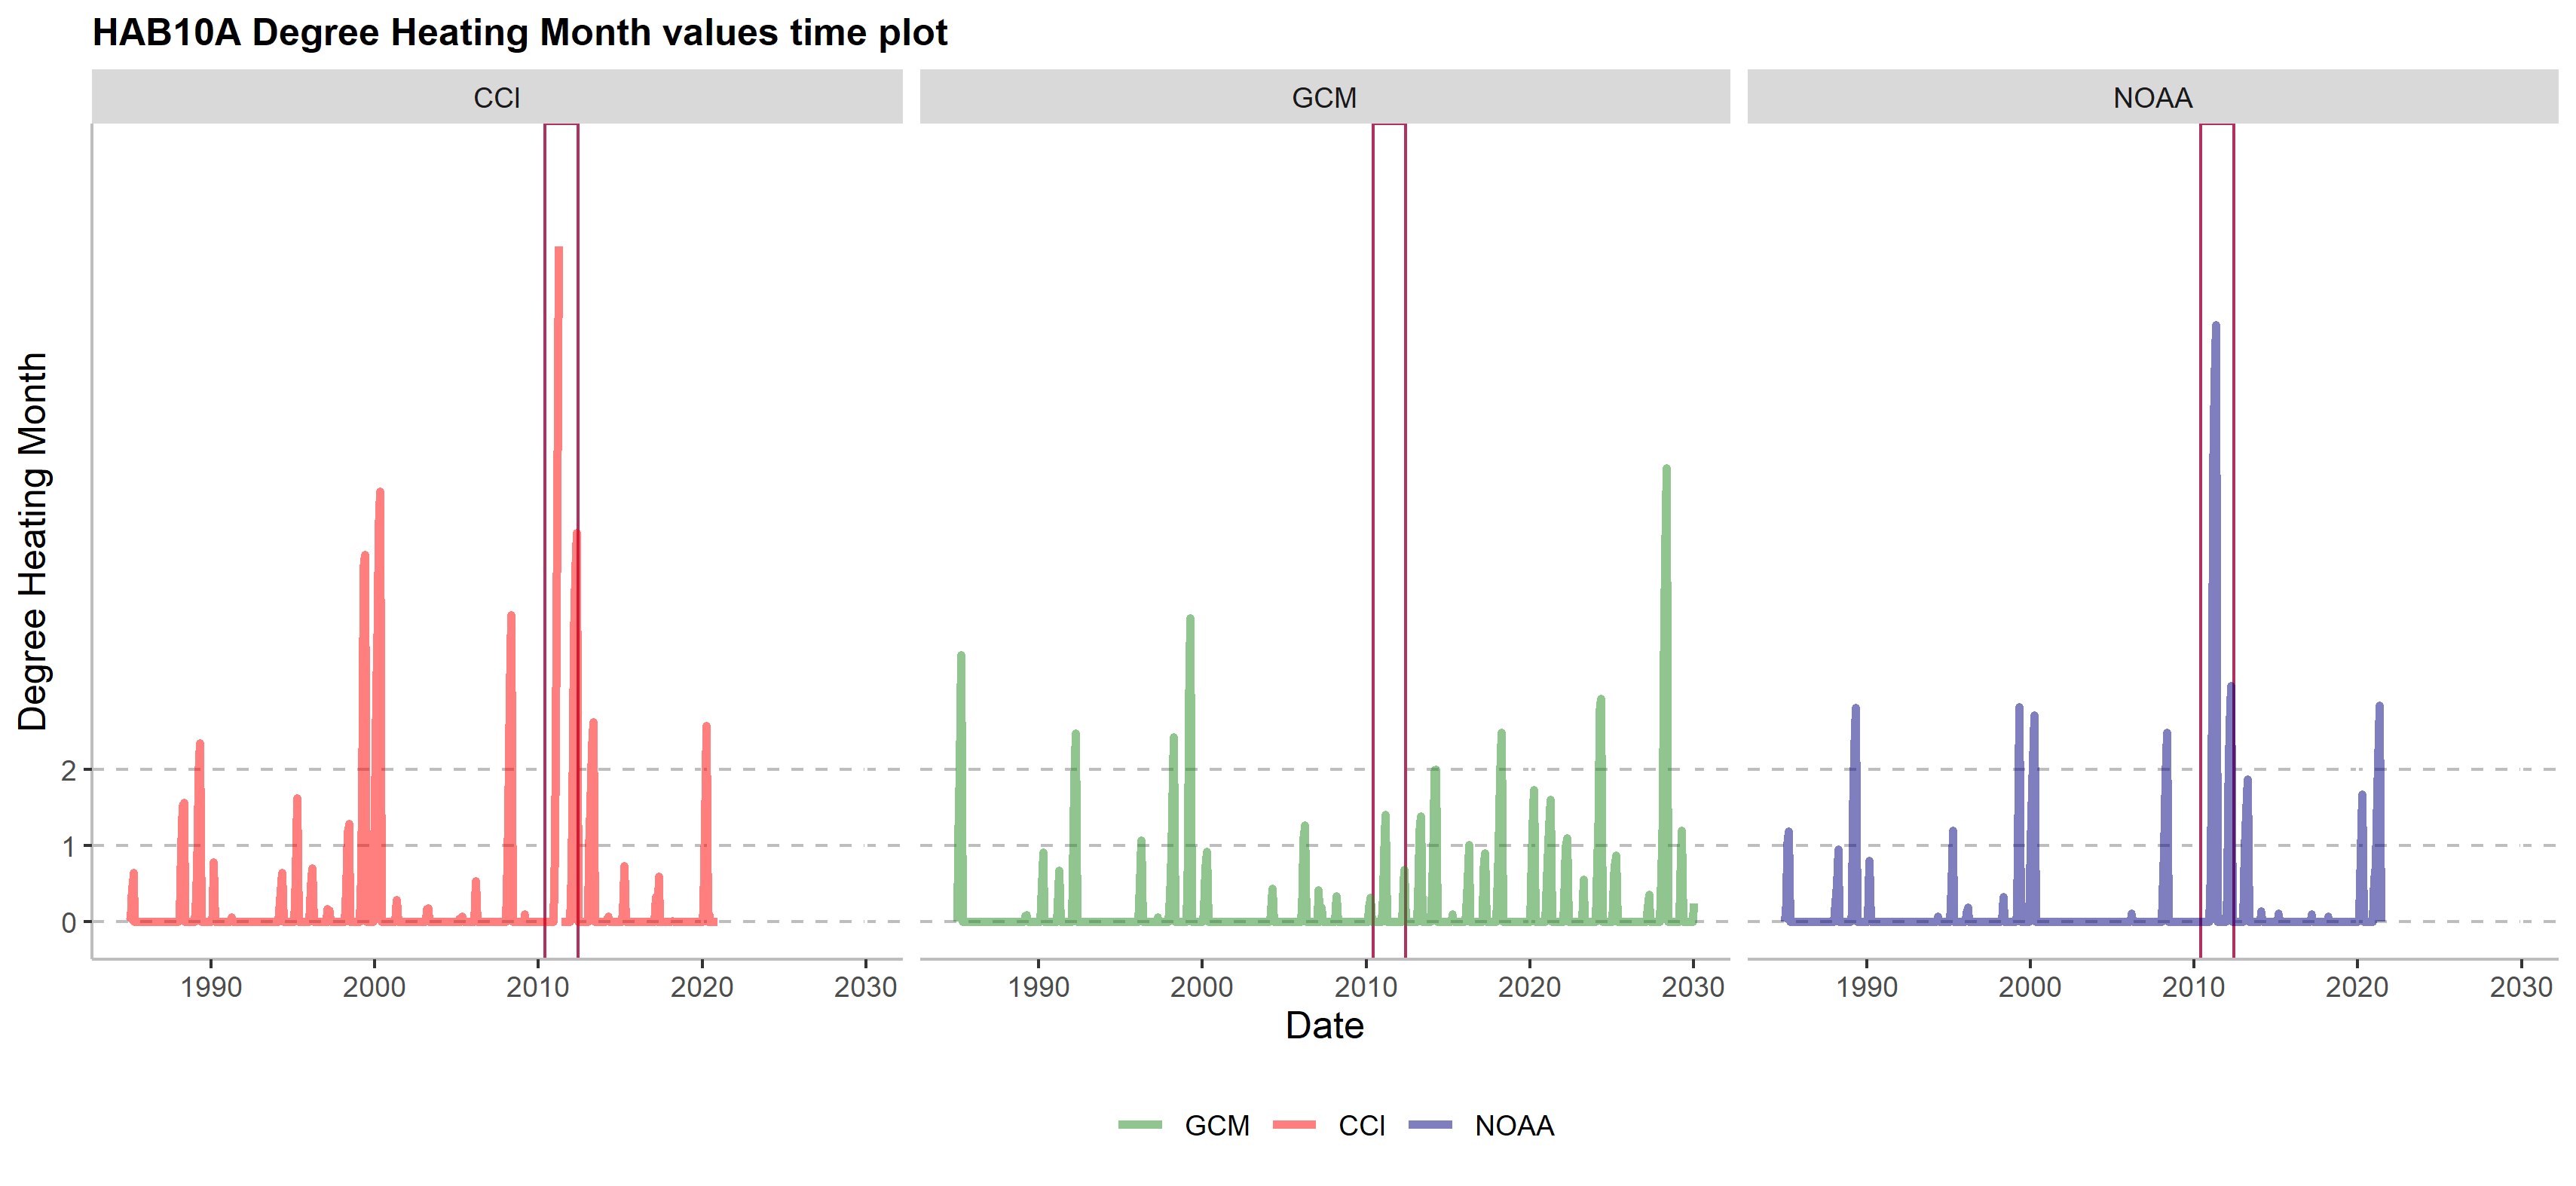 HAB10A Degree Heating Month values time plot
CCI GCM NOAA
Degree Heating Month
2
1
0
1990 2000 2010 2020 2030 1990 2000 2010 2020 2030 1990 2000 2010 2020 2030
Date
GCM CCI NOAA